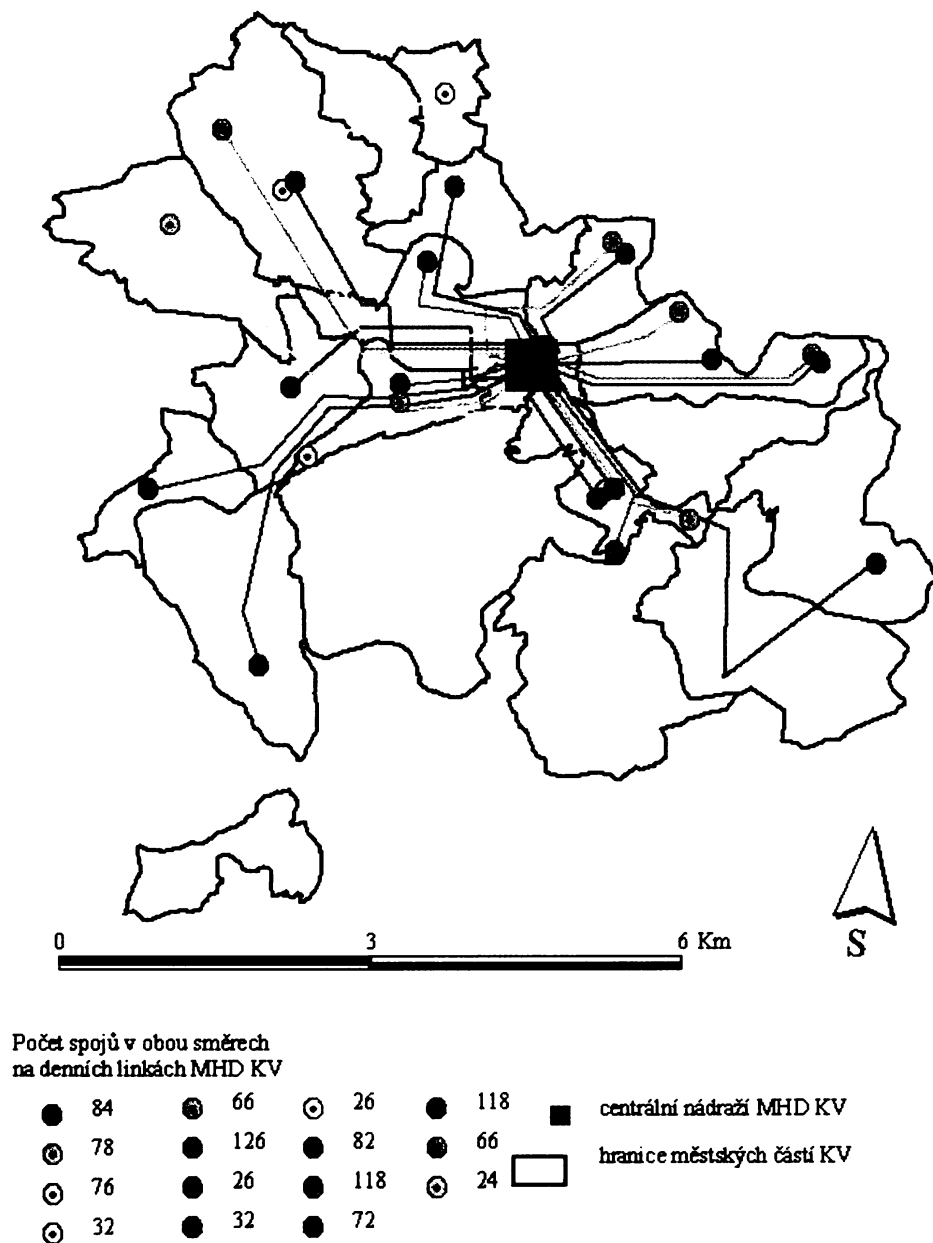 0 3 6 Km
S
Počet spojů v obou směrech
na denních linkách MHD KV
84 66 26 118 centrální nádraží MHD KV
78 126 82 66 hranice městských částí KV
76 26 118 24
32 32 72